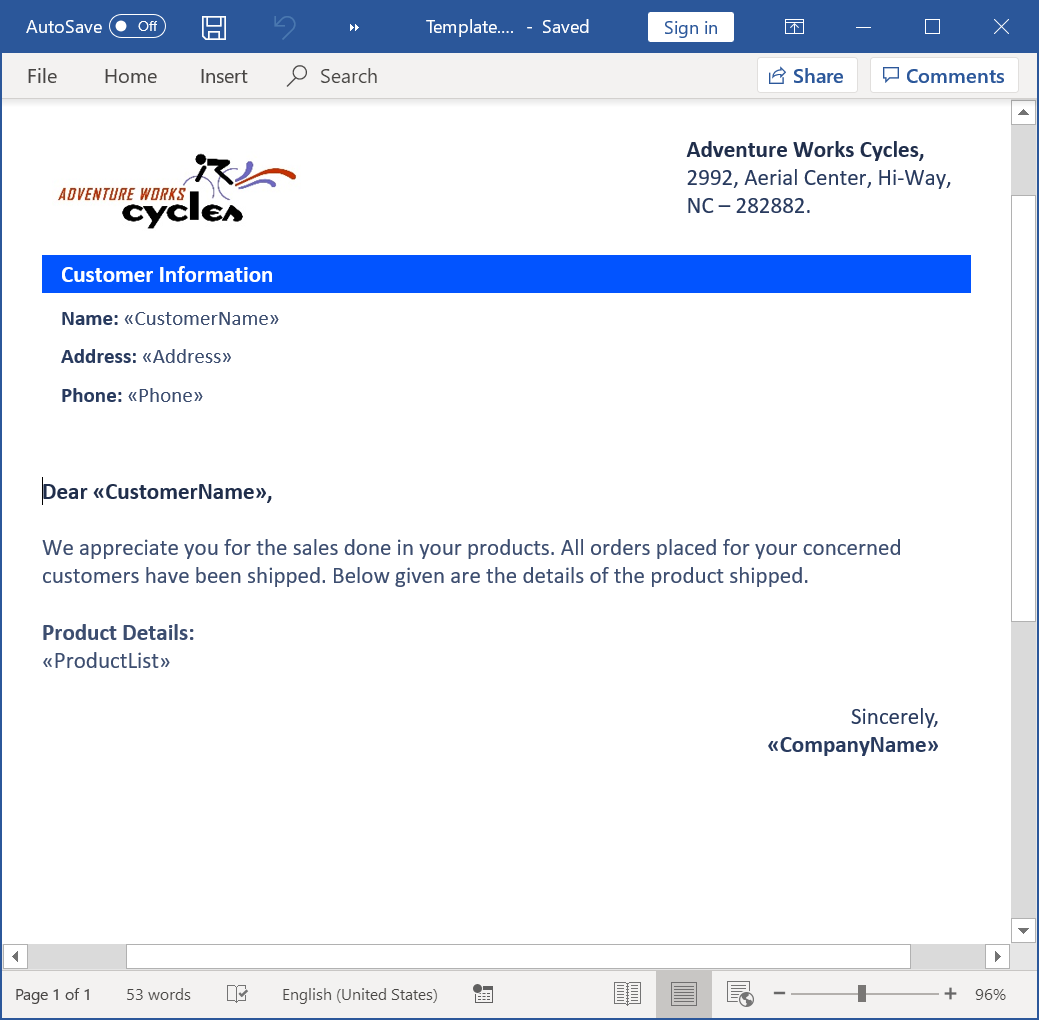 AutoSave Off Template.... - Saved Sign in
File Home Insert Search Share Comments
ADVENTURE WORKS
cycles
Adventure Works Cycles,
2992, Aerial Center, Hi-Way,
NC – 282882.
Customer Information
Name: «CustomerName»
Address: «Address»
Phone: «Phone»
Dear «CustomerName»,
We appreciate you for the sales done in your products. All orders placed for your concerned
customers have been shipped. Below given are the details of the product shipped.
Product Details:
«ProductList»
Sincerely,
«CompanyName»
Page 1 of 1 53 words English (United States) 96%